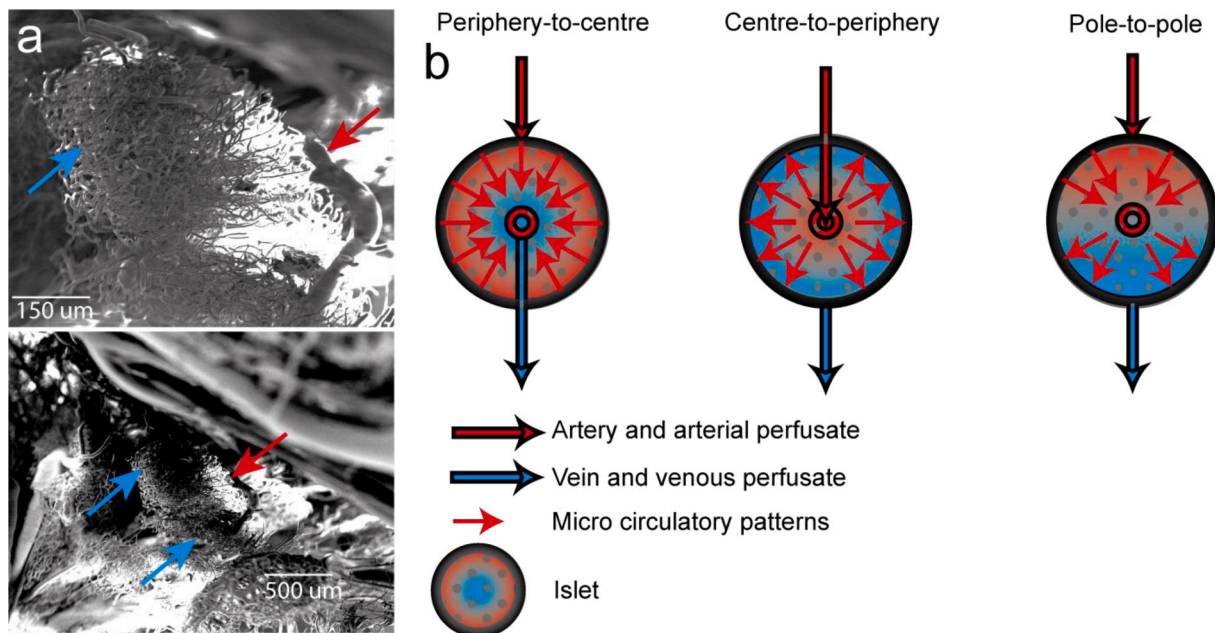 a
150 um
500 um
b
Periphery-to-centre
Centre-to-periphery
Pole-to-pole
Artery and arterial perfusate
Vein and venous perfusate
Micro circulatory patterns
Islet